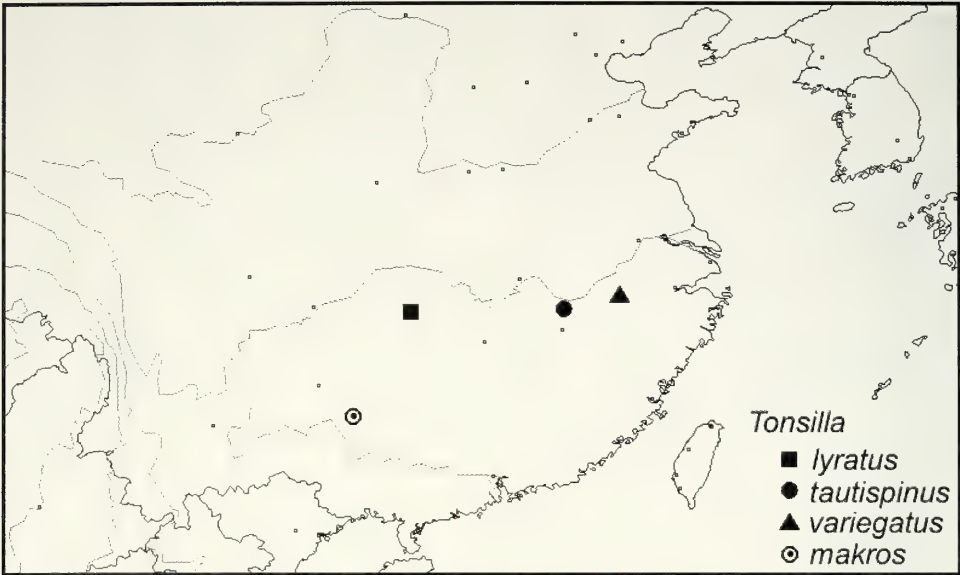 Tonsilla
lyratus
tautispinus
variegatus
makros